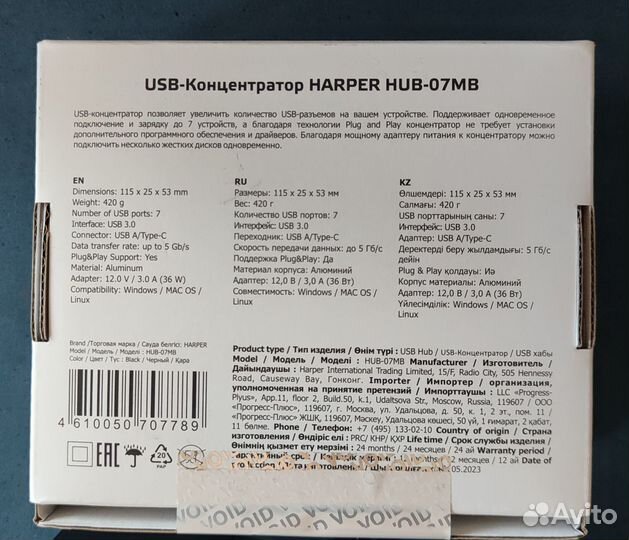 USB-Концентратор HARPER HUB-07MB
USB-концентратор позволяет увеличить количество USB-разъемов на вашем устройстве. Поддерживает одновременное
подключение и зарядку до 7 устройств, а благодаря технологии Plug and Play концентратор не требует установки
дополнительного программного обеспечения и драйверов. Благодаря мощному адаптеру питания к концентратору можно
подключить несколько жестких дисков одновременно.
EN
Dimensions: 115 x 25 x 53 mm
Weight: 420 g
Number of USB ports: 7
Interface: USB 3.0
Connector: USB A/Type-C
Data transfer rate: up to 5 Gb/s
Plug&Play Support: Yes
Material: Aluminum
Adapter: 12.0 V / 3.0 A (36 W)
Compatibility: Windows / MAC OS /
Linux
RU
Размеры: 115 x 25 x 53 мм
Вес: 420 г
Количество USB портов: 7
Интерфейс: USB 3.0
Переходник: USB A/Type-C
Скорость передачи данных: до 5 Гб/с
Поддержка Plug&Play: Да
Материал корпуса: Алюминий
Адаптер: 12,0 В / 3,0 А (36 Вт)
Совместимость: Windows / MAC OS /
Linux
KZ
Өлшемдері: 115 x 25 x 53 мм
Салмағы: 420 г
USB порттарының саны: 7
Интерфейс: USB 3.0
Адаптер: USB A/Type-C
Деректерді беру жылдамдығы: 5 Гб/с
дейін
Plug & Play қолдауы: Иә
Корпус материалы: Алюминий
Адаптер: 12,0 В / 3,0 А (36 Вт)
Үйлесімділік: Windows / MAC OS /
Linux
Brand /Торговая марка / Сауда белгісі: HARPER
Model / Модель / Моделі : HUB-07MB
Color / Цвет / Түс : Black / Черный / Қара
4610050707789
EAC
20
PAP
Product type / Тип изделия / Өнім түрі: USB Hub / USB-Концентратор / USB хабы
Model / Модель / Моделі : HUB-07MB Manufacturer / Изготовитель /
Дайындаушы : Harper International Trading Limited, 15/F, Radio City, 505 Hennessy
Road, Causeway Bay, Гонконг. Importer / Импортер / организация,
уполномоченная на принятие претензий / Импорттаушы : LLC «Progress-
Plyus», App.11, floor 2, Build.50, k.1, Udaltsova Str, Moscow, Russia, 119607 / ООО
«Прогресс-Плюс», 119607, г. Москва, ул. Удальцова, д. 50, к. 1, 2 эт., пом. 11 /
«Прогресс-Плюс» ЖШҚ, 119607, Мәскеу, Удальцова көшесі, 50 үй, 1 ғимарат, 2 қабат,
11 бөлме. Phone / Телефон / Телефоны: +7 (495) 133-02-10 Country of origin / Страна
изготовления / Өндіріс елі : PRC/ КНР/ ҚХР Life time / Срок службы изделия /
Өнімнің қызмет ету мерзімі : 24 months / 24 месяцев / 24 ай Warranty period /
months / 12 месяцев / 12 ай Date of
.05.2023
VOID VOID VOID
Avito